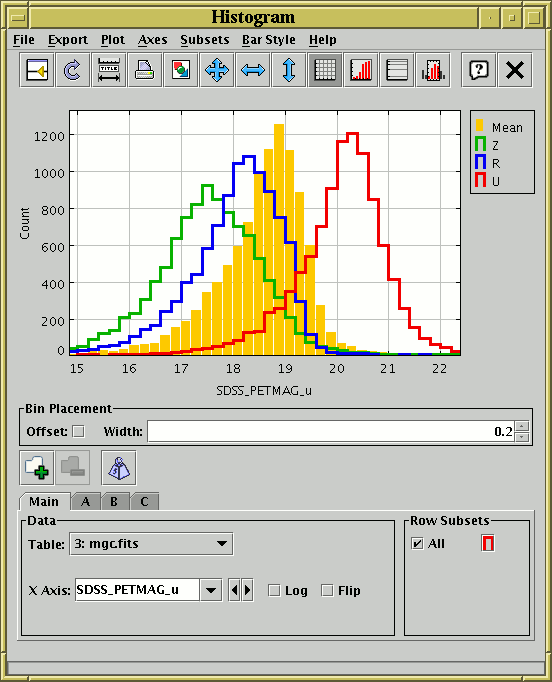 Histogram
File Export Plot Axes Subsets Bar Style Help
TITLE
?
1200
1000
800
600
400
200
0
Count
15 16 17 18 19 20 21 22
SDSS_PETMAG_u
Mean
Z
R
U
Bin Placement
Offset: Width: 0.2
Main A B C
Data
Table: 3: mgc.fits
X Axis: SDSS_PETMAG_u Log Flip
Row Subsets
All